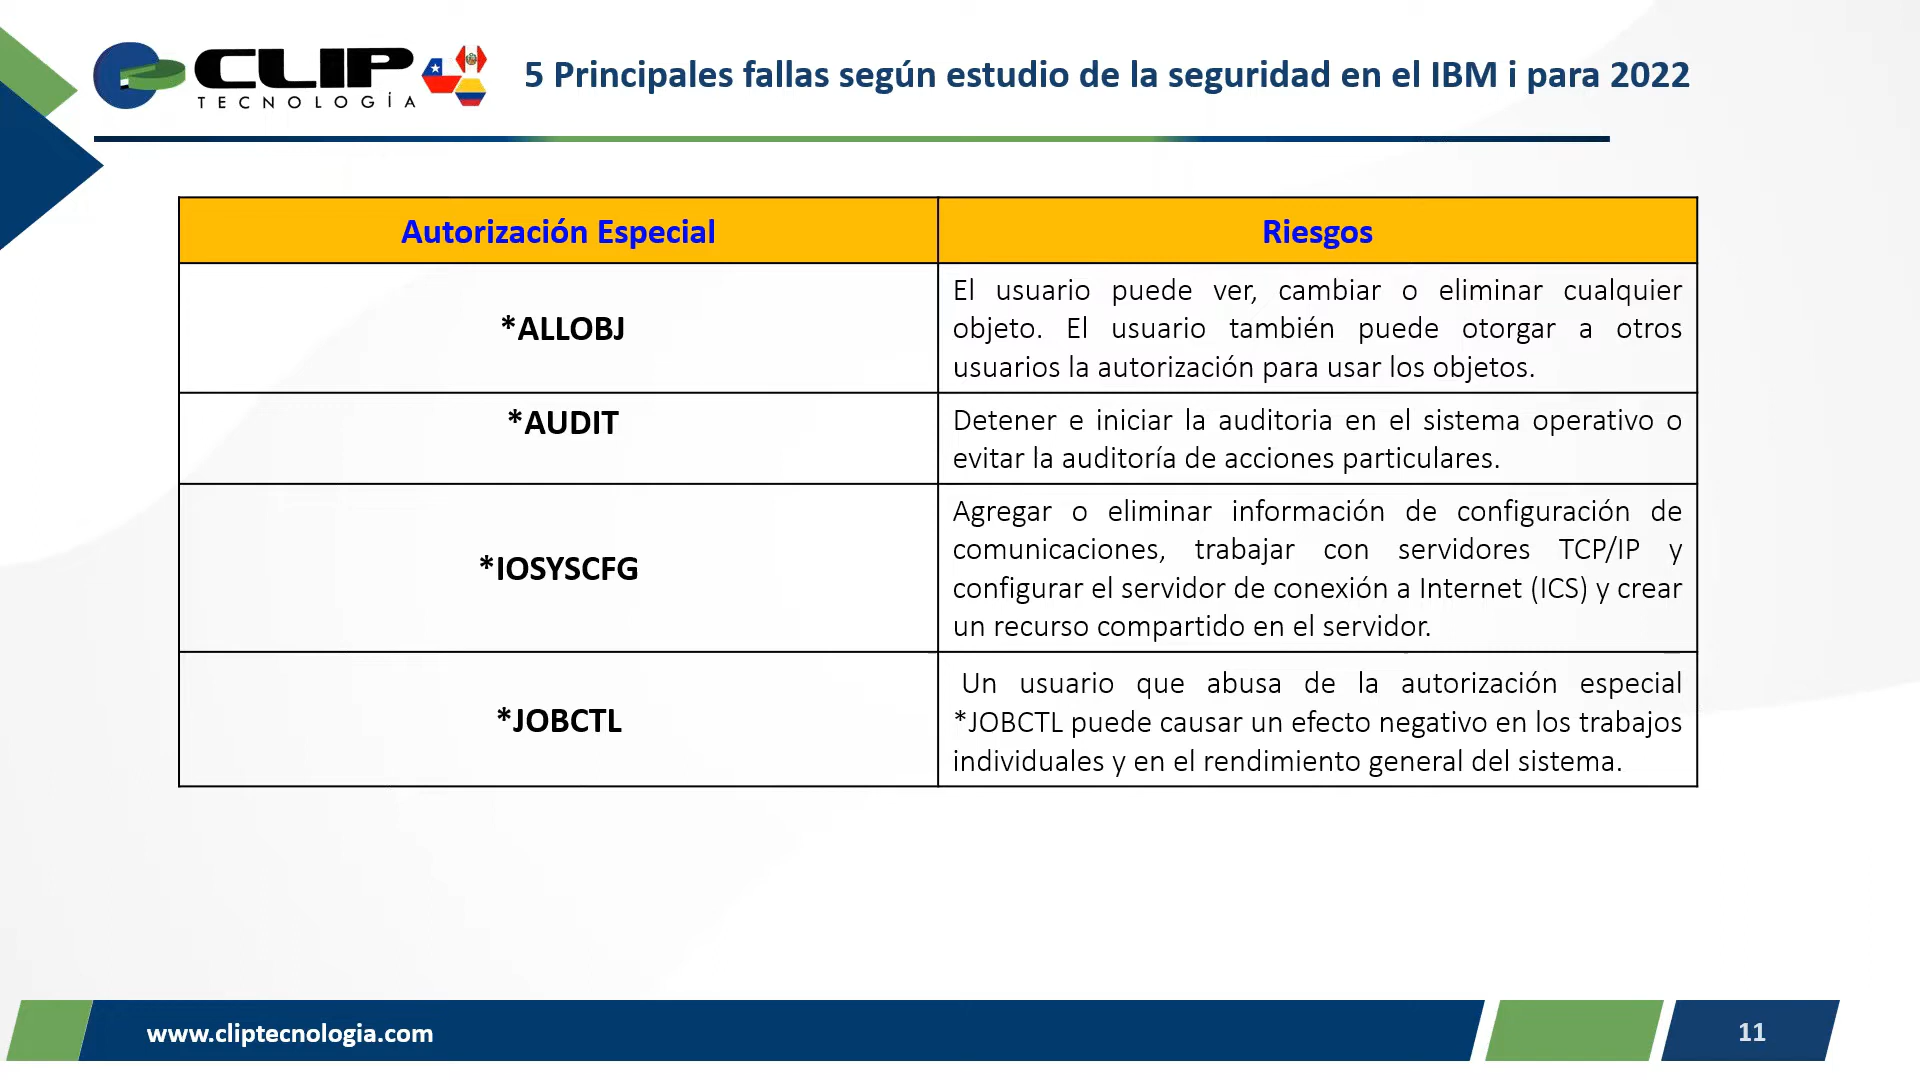 CLIP
TECNOLOGÍA
5 Principales fallas según estudio de la seguridad en el IBM i para 2022
Autorización Especial
Riesgos
*ALLOBJ
El usuario puede ver, cambiar o eliminar cualquier
objeto. El usuario también puede otorgar a otros
usuarios la autorización para usar los objetos.
*AUDIT
Detener e iniciar la auditoria en el sistema operativo o
evitar la auditoría de acciones particulares.
*IOSYSCFG
Agregar o eliminar información de configuración de
comunicaciones, trabajar con servidores TCP/IP y
configurar el servidor de conexión a Internet (ICS) y crear
un recurso compartido en el servidor.
*JOBCTL
Un usuario que abusa de la autorización especial
*JOBCTL puede causar un efecto negativo en los trabajos
individuales y en el rendimiento general del sistema.
www.cliptecnologia.com
11